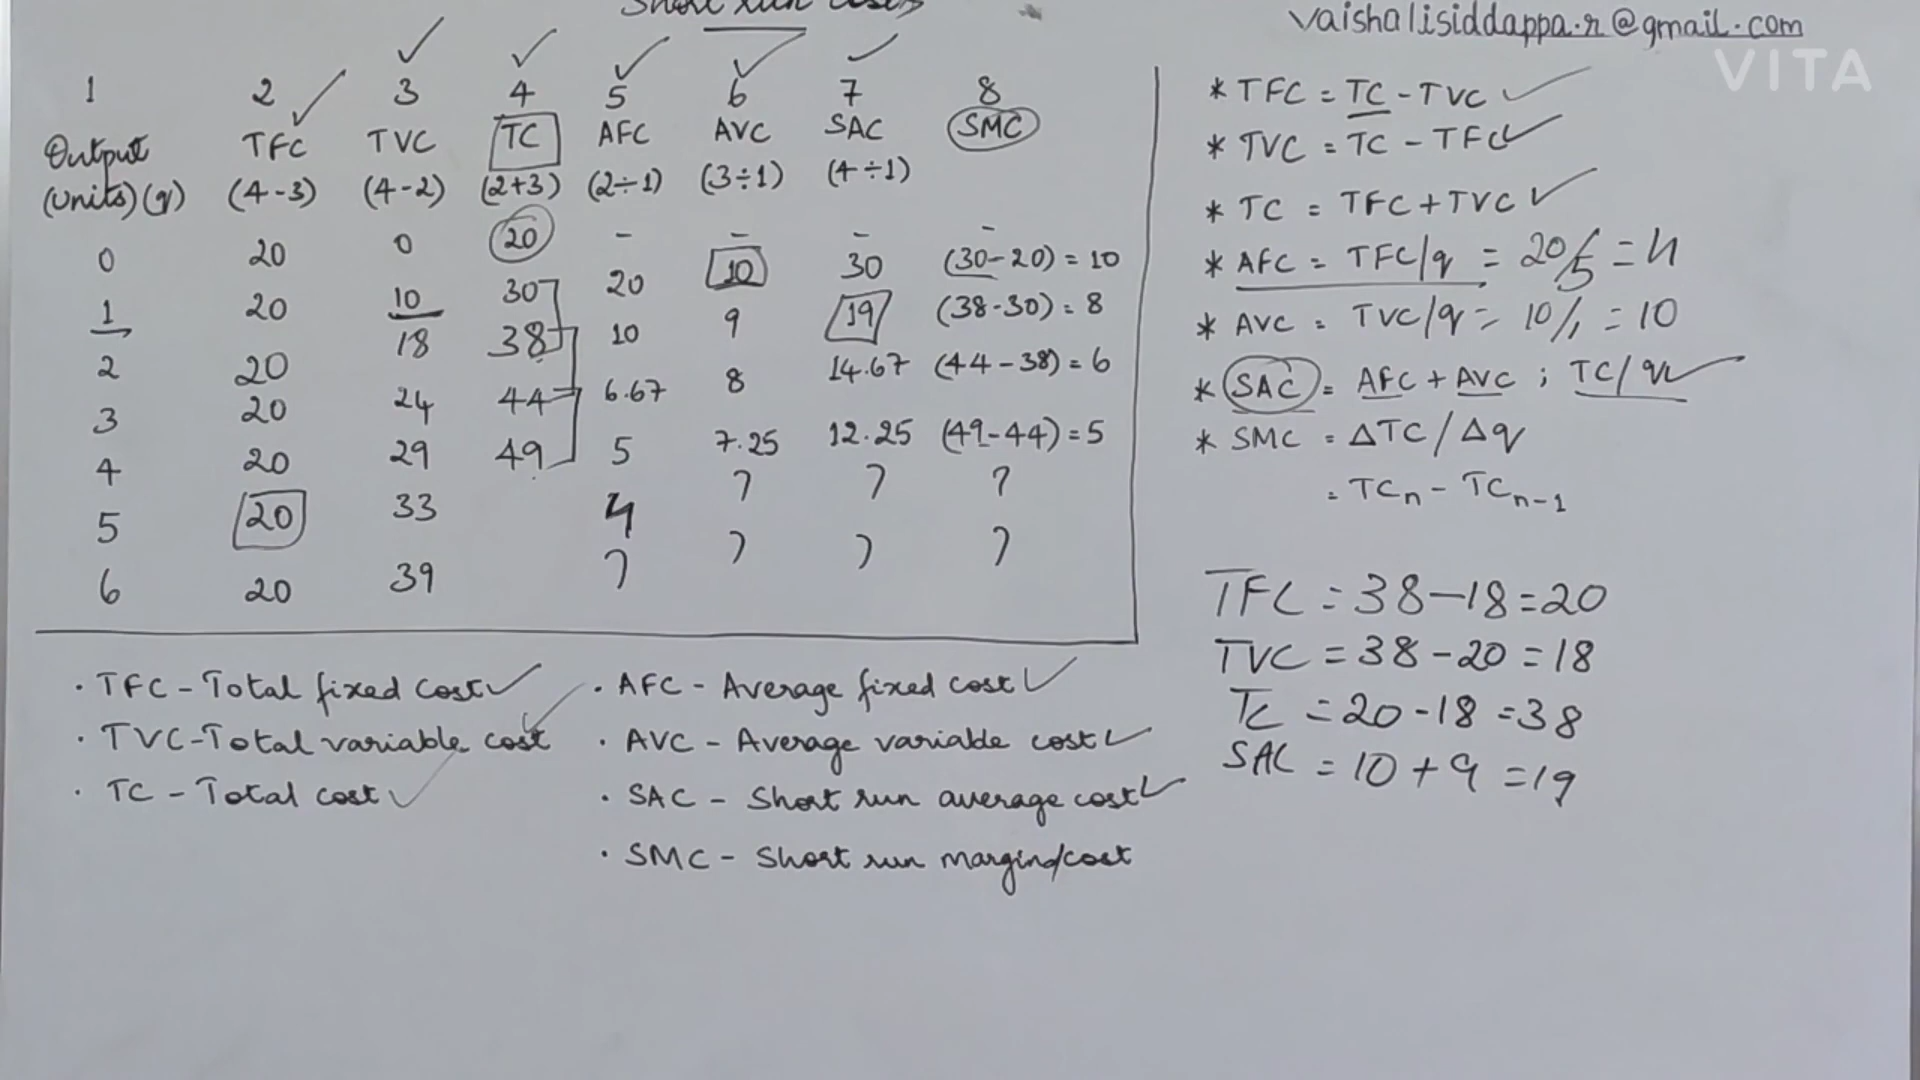 Short run costs
vaishalisiddappa.r@gmail.com
VITA
1 2 3 4 5 6 7 8
Output TFC TVC TC AFC AVC SAC SMC
(units)(q) (4-3) (4-2) (2+3) (2÷1) (3÷1) (4÷1)
0 20 0 20 - - - -
1 20 10 30 20 10 30 (30-20) = 10
2 20 18 38 10 9 19 (38-30) = 8
3 20 24 44 6.67 8 14.67 (44-38) = 6
4 20 29 49 5 7.25 12.25 (49-44) = 5
5 20 33 4 ? ? ?
6 20 39 ? ? ? ?
* TFC = TC - TVC
* TVC = TC - TFC
* TC = TFC + TVC
* AFC = TFC/q = 20/5 = 4
* AVC = TVC/q = 10/1 = 10
* SAC = AFC + AVC ; TC/q
* SMC = ΔTC/Δq
= TCn - TCn-1
TFC = 38-18=20
TVC = 38-20=18
TC = 20-18=38
SAC = 10+9=19
· TFC - Total fixed cost
· TVC - Total variable cost
· TC - Total cost
· AFC - Average fixed cost
· AVC - Average variable cost
· SAC - Short run average cost
· SMC - Short run marginal cost